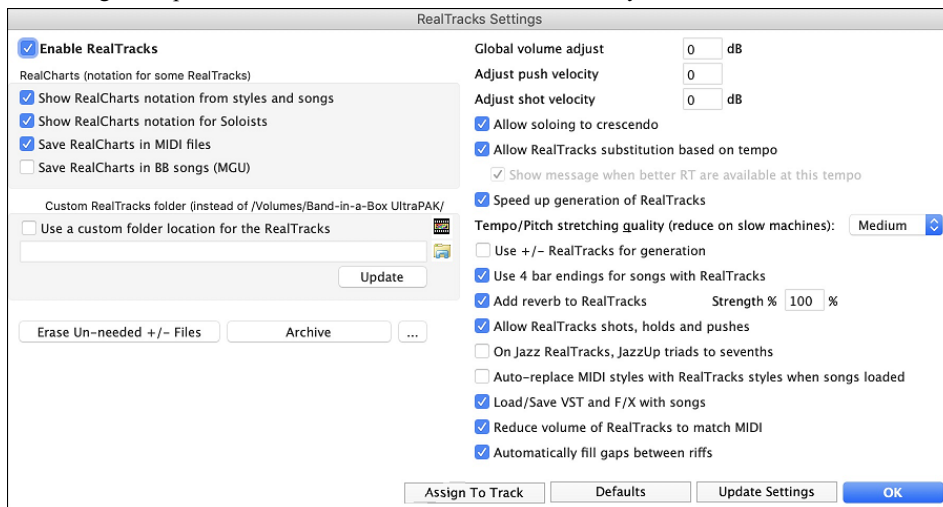 RealTracks Settings
Enable RealTracks
RealCharts (notation for some RealTracks)
Show RealCharts notation from styles and songs
Show RealCharts notation for Soloists
Save RealCharts in MIDI files
Save RealCharts in BB songs (MGU)
Custom RealTracks folder (instead of /Volumes/Band-in-a-Box UltraPAK/
Use a custom folder location for the RealTracks
Update
Erase Un-needed +/- Files
Archive
...
Global volume adjust 0 dB
Adjust push velocity 0
Adjust shot velocity 0 dB
Allow soloing to crescendo
Allow RealTracks substitution based on tempo
Show message when better RT are available at this tempo
Speed up generation of RealTracks
Tempo/Pitch stretching quality (reduce on slow machines): Medium
Use +/- RealTracks for generation
Use 4 bar endings for songs with RealTracks
Add reverb to RealTracks Strength % 100 %
Allow RealTracks shots, holds and pushes
On Jazz RealTracks, JazzUp triads to sevenths
Auto-replace MIDI styles with RealTracks styles when songs loaded
Load/Save VST and F/X with songs
Reduce volume of RealTracks to match MIDI
Automatically fill gaps between riffs
Assign To Track
Defaults
Update Settings
OK